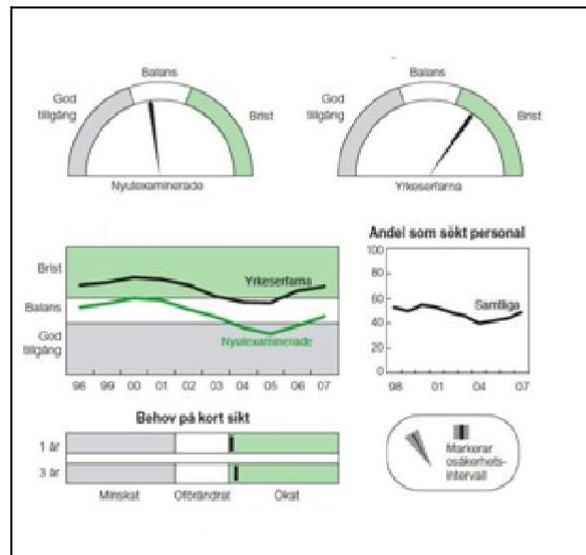 Balans
God
tillgång
Brist
Nyutexaminerade
Balans
God
tillgång
Brist
Yrkeserfarna
Brist
Balans
God
tillgång
Yrkeserfarna
Nyutexaminerade
98 99 00 01 02 03 04 05 06 07
Andel som sökt personal
100
80
60
40
20
0
Samtliga
98 01 04 07
Behov på kort sikt
1 år
3 år
Minskat Oförändrat Ökat
Markerar
osäkerhets-
intervall